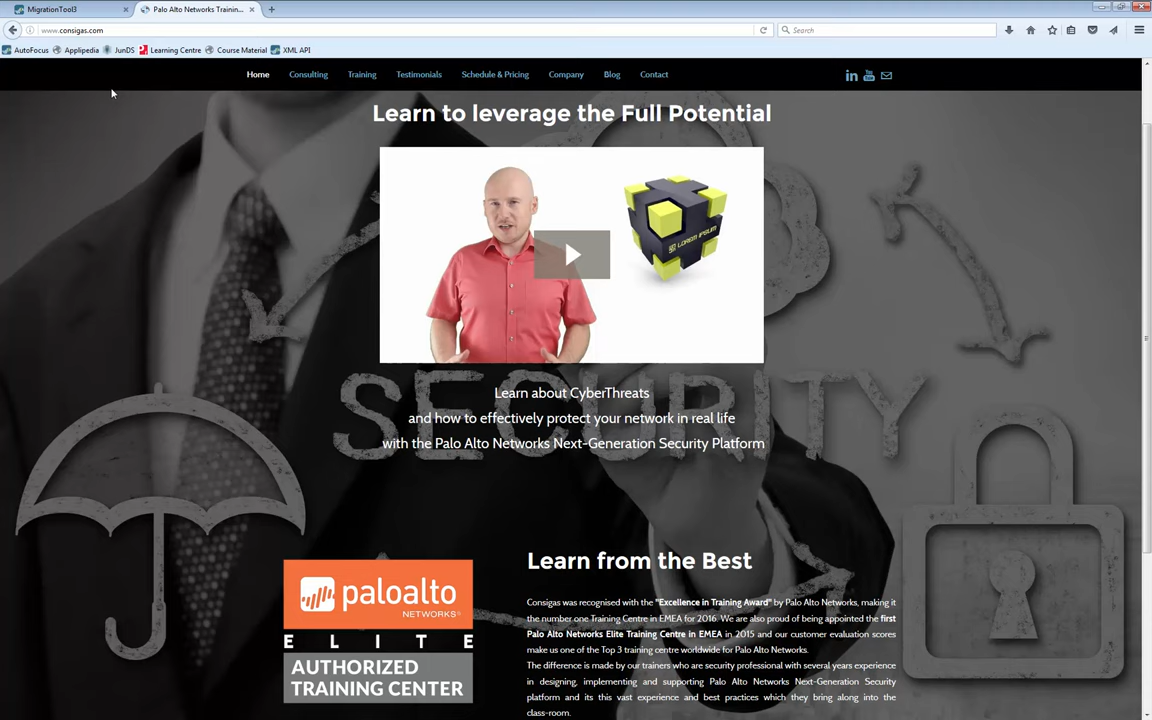 MigrationTool3
Palo Alto Networks Trainin...
www.consigas.com
Search
AutoFocus Applipedia JunDS Learning Centre Course Material XML API
Home Consulting Training Testimonials Schedule & Pricing Company Blog Contact
in You Tube
Learn to leverage the Full Potential
LOREM IPSUM
Learn about CyberThreats
and how to effectively protect your network in real life
with the Palo Alto Networks Next-Generation Security Platform
SECURITY
paloalto
NETWORKS®
ELITE
AUTHORIZED
TRAINING CENTER
Learn from the Best
Consigas was recognised with the "Excellence in Training Award" by Palo Alto Networks, making it
the number one Training Centre in EMEA for 2016. We are also proud of being appointed the first
Palo Alto Networks Elite Training Centre in EMEA in 2015 and our customer evaluation scores
make us one of the Top 3 training centre worldwide for Palo Alto Networks.
The difference is made by our trainers who are security professional with several years experience
in designing, implementing and supporting Palo Alto Networks Next-Generation Security
platform and its this vast experience and best practices which they bring along into the
class-room.